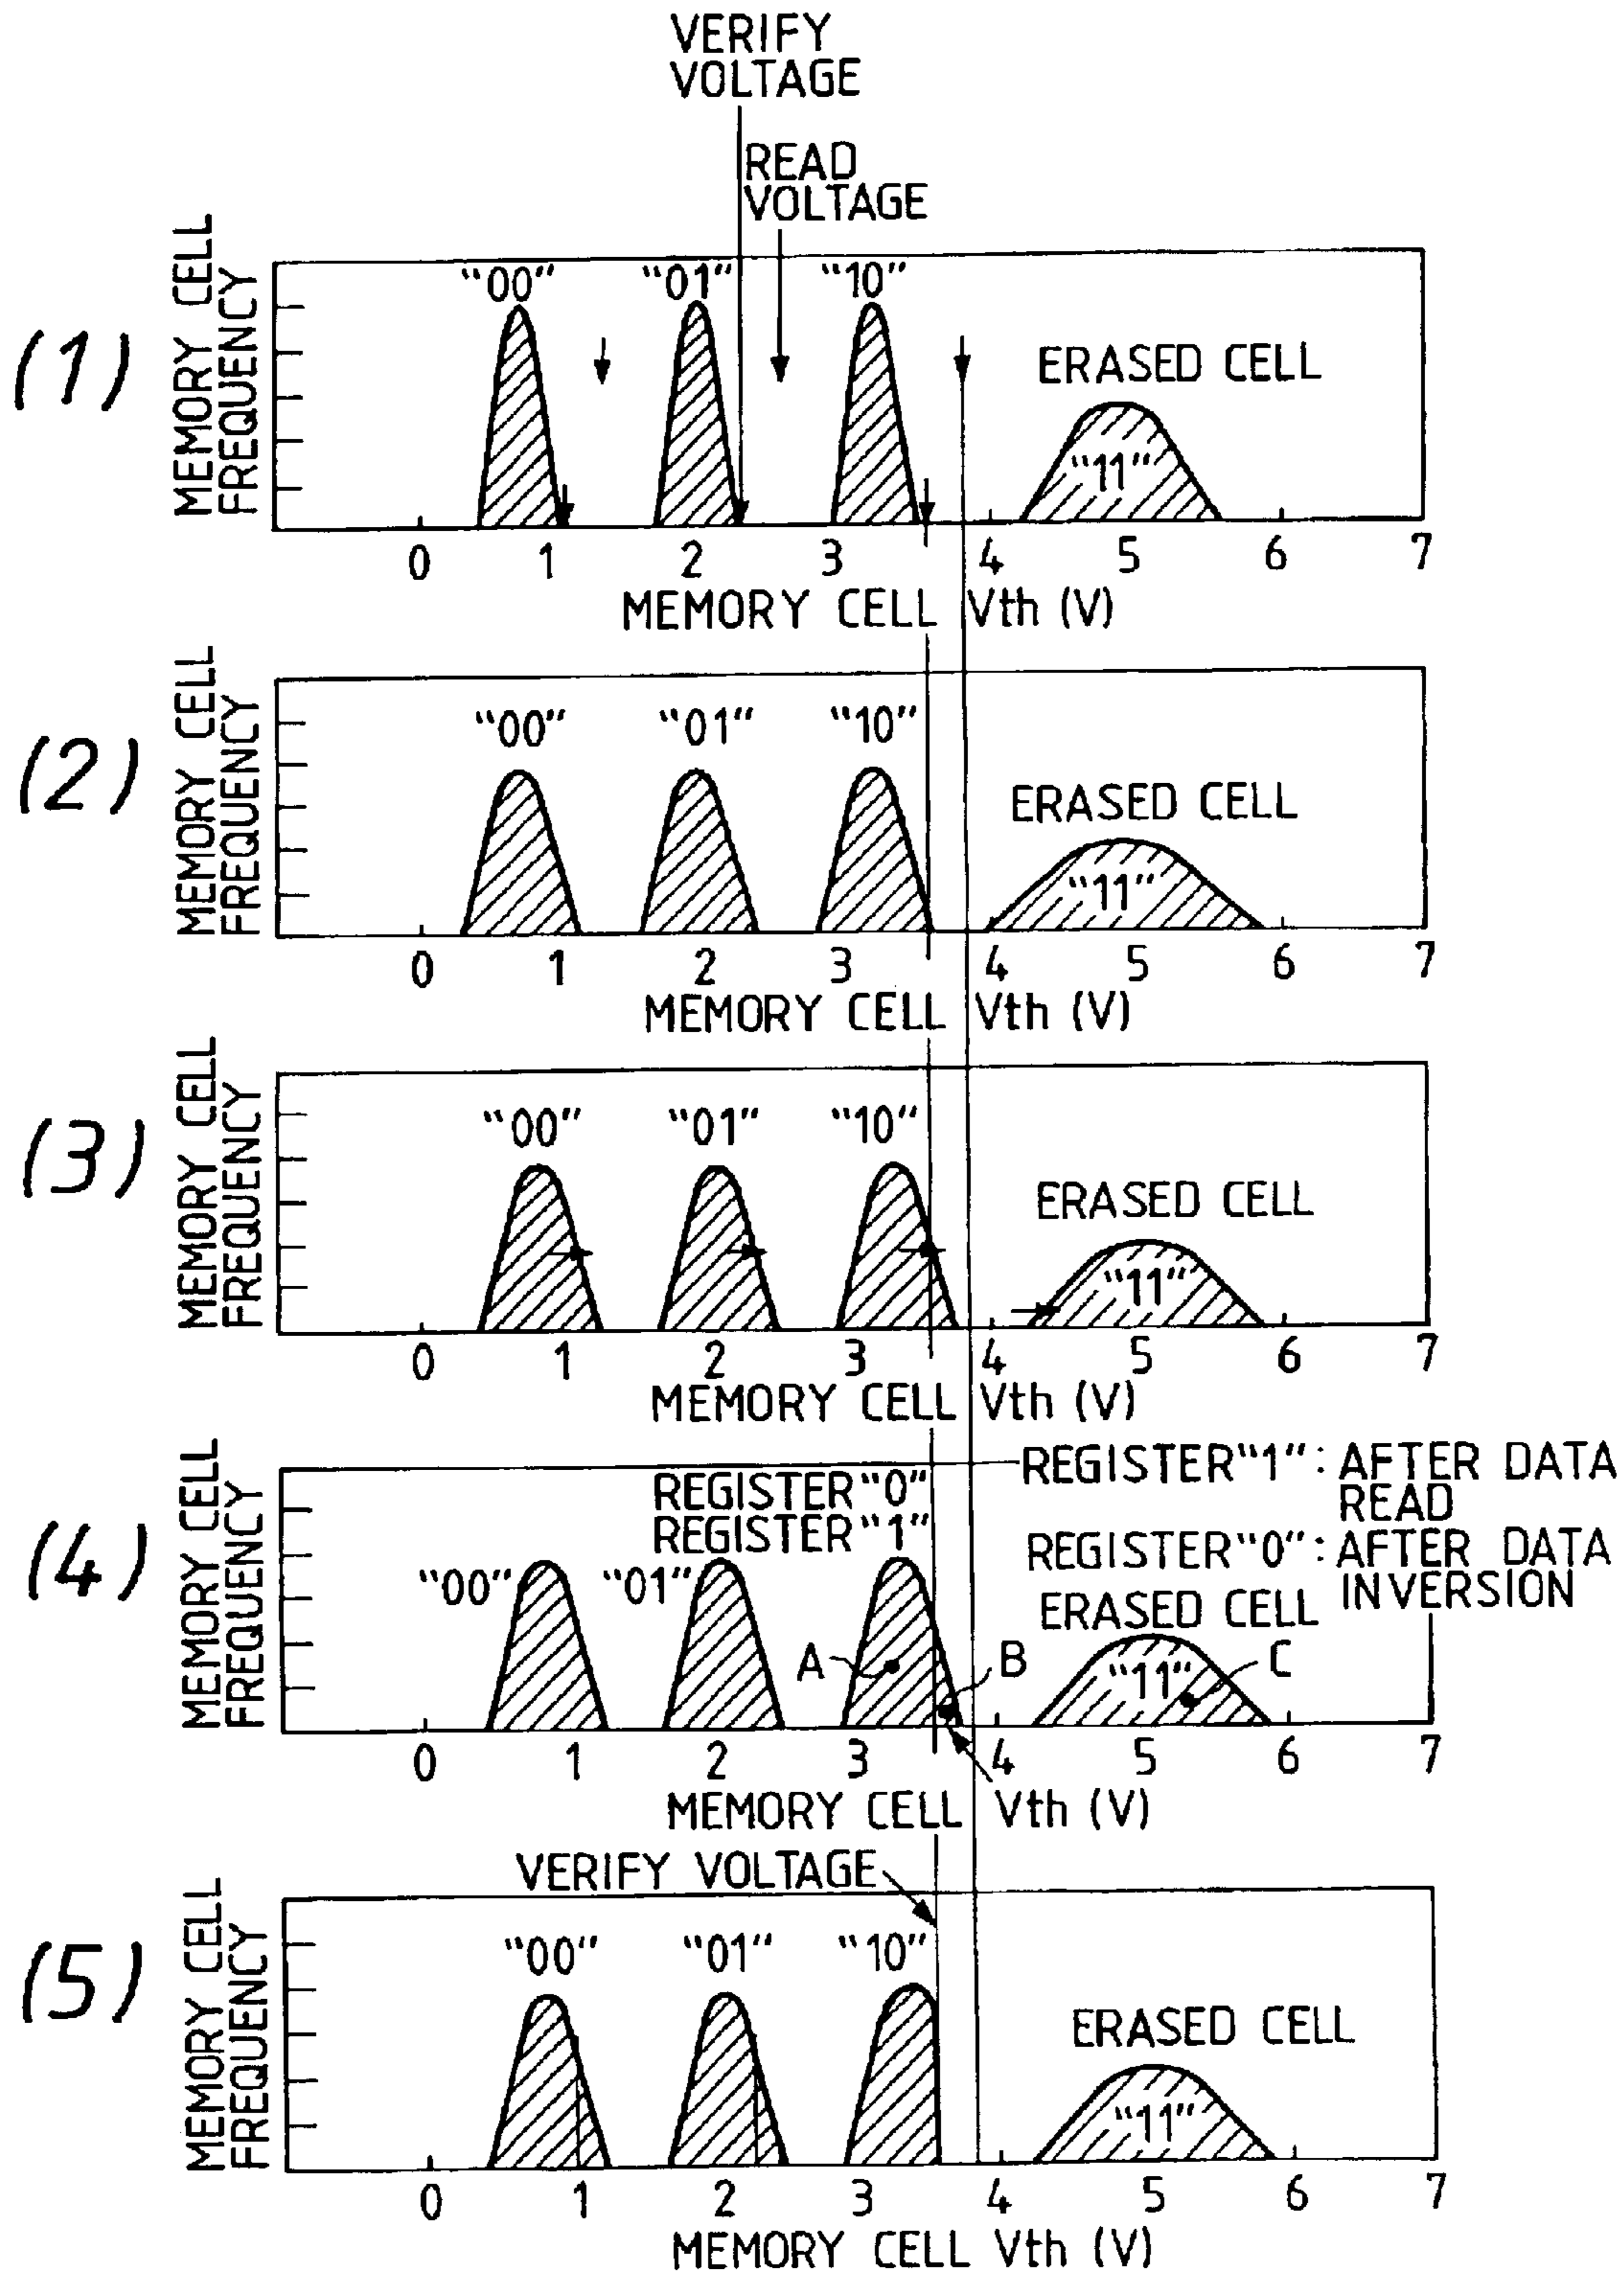 VERIFY
VOLTAGE
READ
VOLTAGE
(1)
MEMORY CELL
FREQUENCY
"00" "01" "10"
ERASED CELL
"11"
0 1 2 3 4 5 6 7
MEMORY CELL Vth (V)
(2)
MEMORY CELL
FREQUENCY
"00" "01" "10"
ERASED CELL
"11"
0 1 2 3 4 5 6 7
MEMORY CELL Vth (V)
(3)
MEMORY CELL
FREQUENCY
"00" "01" "10"
ERASED CELL
"11"
0 1 2 3 4 5 6 7
MEMORY CELL Vth (V)
(4)
MEMORY CELL
FREQUENCY
REGISTER "0"
REGISTER "1"
REGISTER "1" : AFTER DATA
READ
REGISTER "0" : AFTER DATA
INVERSION
"00" "01"
ERASED CELL
A B "11" C
0 1 2 3 4 5 6 7
MEMORY CELL Vth (V)
VERIFY VOLTAGE
(5)
MEMORY CELL
FREQUENCY
"00" "01" "10"
ERASED CELL
"11"
0 1 2 3 4 5 6 7
MEMORY CELL Vth (V)